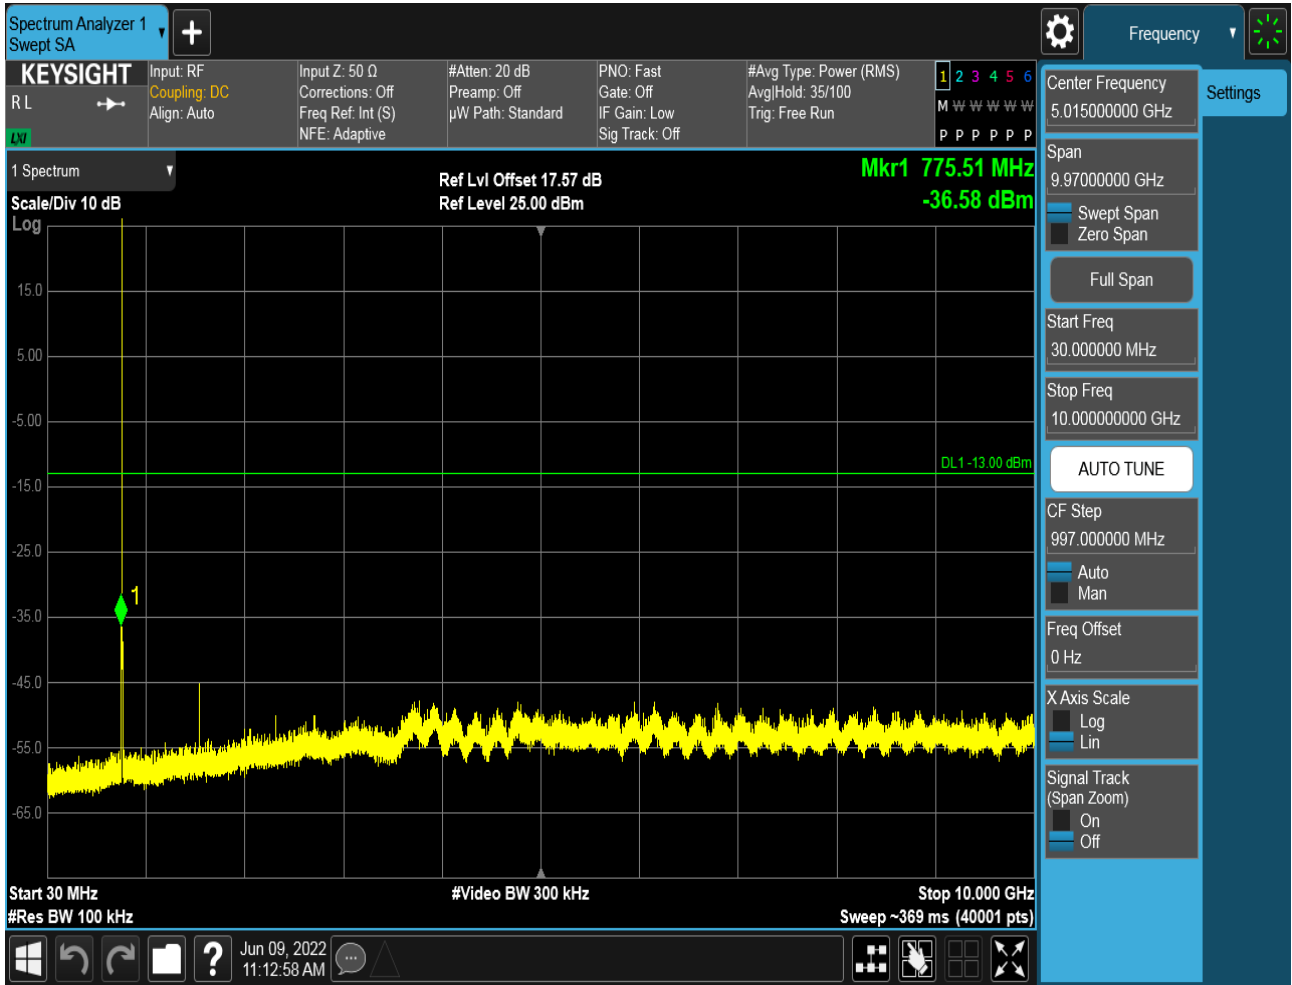 Spectrum Analyzer 1
Swept SA
Frequency
KEYSIGHT
R L
LXI
Input: RF
Coupling: DC
Align: Auto
Input Z: 50 Ω
Corrections: Off
Freq Ref: Int (S)
NFE: Adaptive
#Atten: 20 dB
Preamp: Off
µW Path: Standard
PNO: Fast
Gate: Off
IF Gain: Low
Sig Track: Off
#Avg Type: Power (RMS)
Avg|Hold: 35/100
Trig: Free Run
1 2 3 4 5 6
M W W W W W
P P P P P P
1 Spectrum
Scale/Div 10 dB
Log
Ref Lvl Offset 17.57 dB
Ref Level 25.00 dBm
Mkr1 775.51 MHz
-36.58 dBm
15.0
5.00
-5.00
DL1 -13.00 dBm
-15.0
-25.0
1
-35.0
-45.0
-55.0
-65.0
Start 30 MHz
#Video BW 300 kHz
Stop 10.000 GHz
#Res BW 100 kHz
Sweep ~369 ms (40001 pts)
Center Frequency
5.015000000 GHz
Settings
Span
9.97000000 GHz
Swept Span
Zero Span
Full Span
Start Freq
30.000000 MHz
Stop Freq
10.000000000 GHz
AUTO TUNE
CF Step
997.000000 MHz
Auto
Man
Freq Offset
0 Hz
X Axis Scale
Log
Lin
Signal Track
(Span Zoom)
On
Off
?
Jun 09, 2022
11:12:58 AM